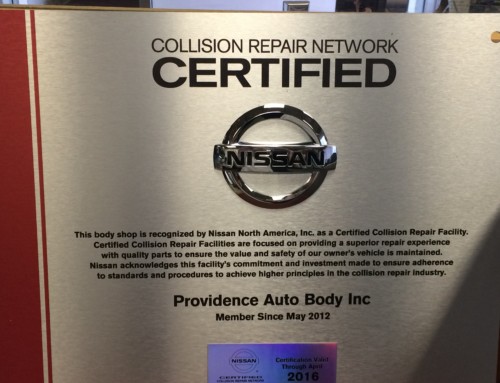 COLLISION REPAIR NETWORK
CERTIFIED
NISSAN
This body shop is recognized by Nissan North America, Inc. as a Certified Collision Repair Facility.
Certified Collision Repair Facilities are focused on providing a superior repair experience
with quality parts to ensure the value and safety of our owner's vehicle is maintained.
Nissan acknowledges this facility's commitment and investment made to ensure adherence
to standards and procedures to achieve higher principles in the collision repair industry.
Providence Auto Body Inc
Member Since May 2012
NISSAN
CERTIFIED
COLLISION REPAIR NETWORK
Certification Valid
Through April
2016